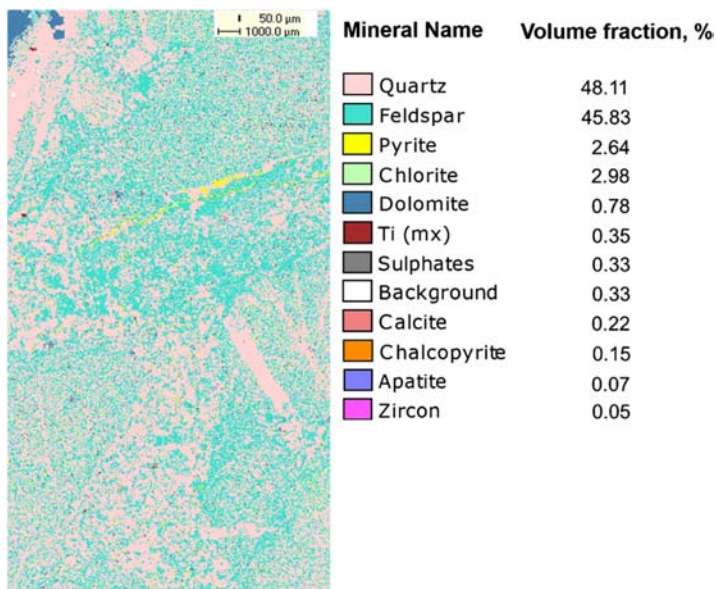 50.0 µm
1000.0 µm
Mineral Name Volume fraction, %
Quartz 48.11
Feldspar 45.83
Pyrite 2.64
Chlorite 2.98
Dolomite 0.78
Ti (mx) 0.35
Sulphates 0.33
Background 0.33
Calcite 0.22
Chalcopyrite 0.15
Apatite 0.07
Zircon 0.05